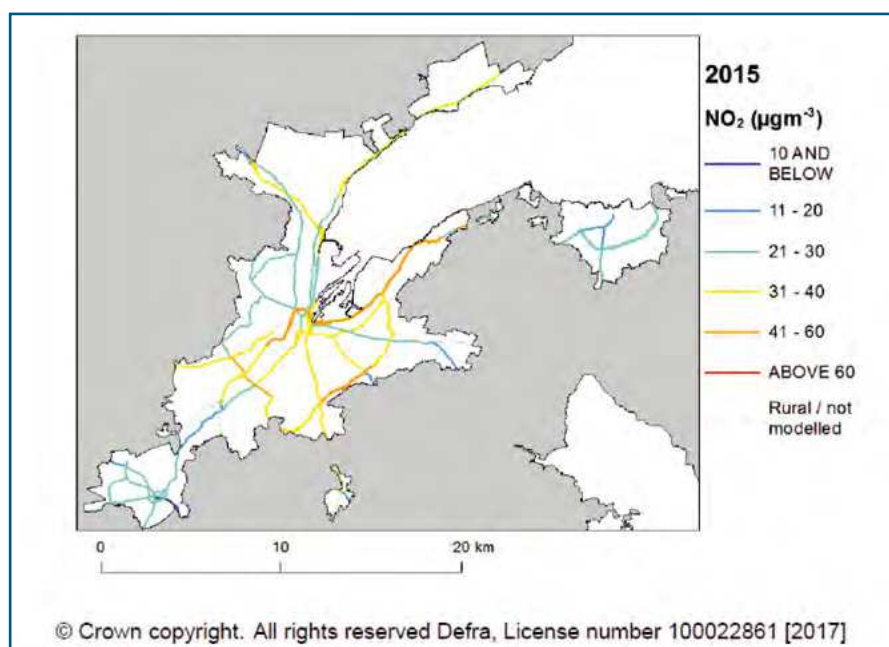 2015
NO₂ (µgm⁻³)
10 AND
BELOW
11 - 20
21 - 30
31 - 40
41 - 60
ABOVE 60
Rural / not
modelled
0 10 20 km
© Crown copyright. All rights reserved Defra, License number 100022861 [2017]